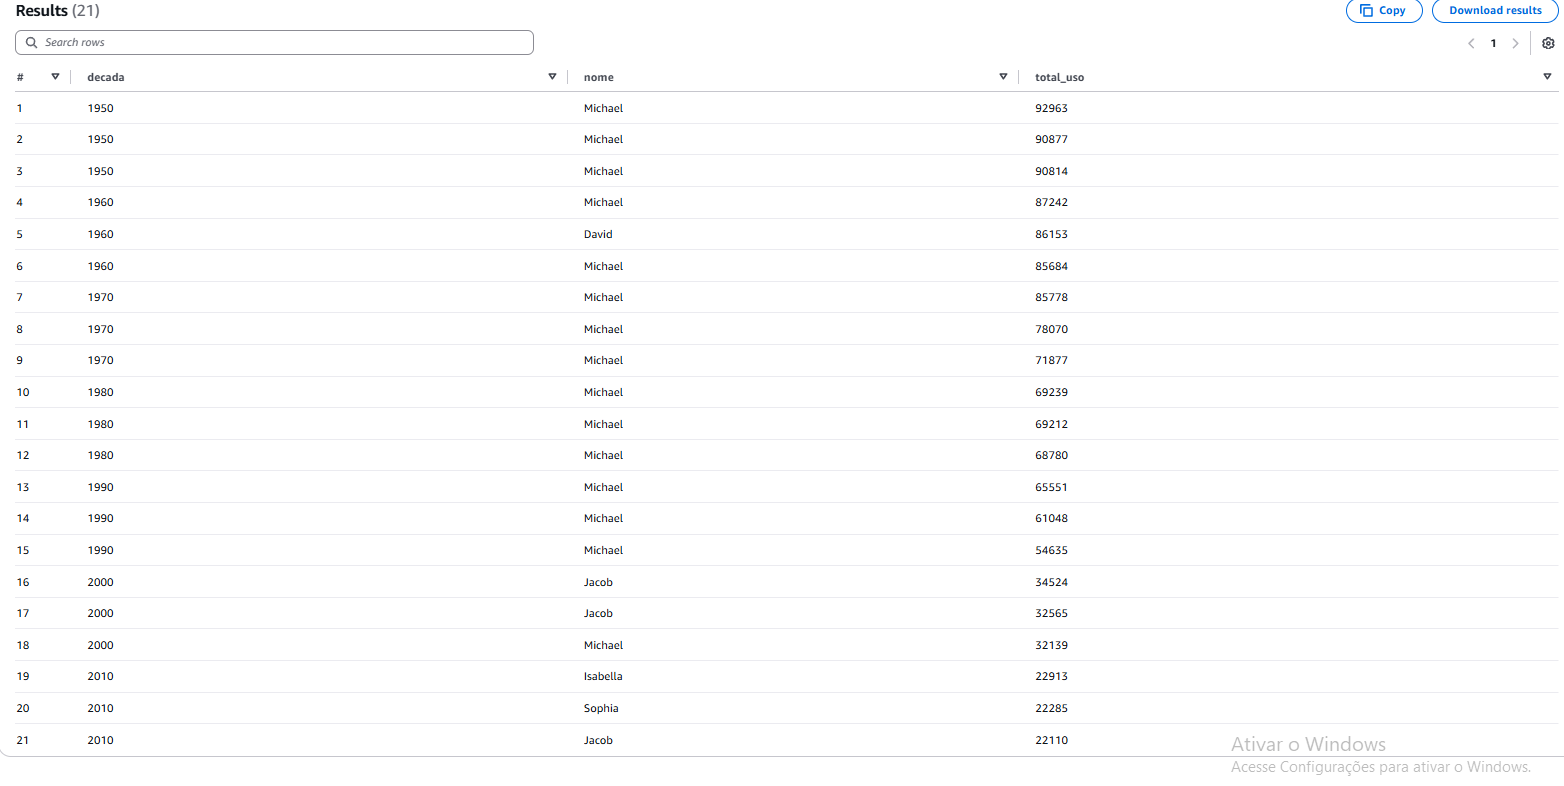 Results (21)
Copy
Download results
Search rows
1
# decada nome total_uso
1 1950 Michael 92963
2 1950 Michael 90877
3 1950 Michael 90814
4 1960 Michael 87242
5 1960 David 86153
6 1960 Michael 85684
7 1970 Michael 85778
8 1970 Michael 78070
9 1970 Michael 71877
10 1980 Michael 69239
11 1980 Michael 69212
12 1980 Michael 68780
13 1990 Michael 65551
14 1990 Michael 61048
15 1990 Michael 54635
16 2000 Jacob 34524
17 2000 Jacob 32565
18 2000 Michael 32139
19 2010 Isabella 22913
20 2010 Sophia 22285
21 2010 Jacob 22110
Ativar o Windows
Acesse Configurações para ativar o Windows.